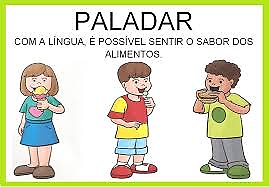 PALADAR
COM A LÍNGUA, É POSSÍVEL SENTIR O SABOR DOS
ALIMENTOS.